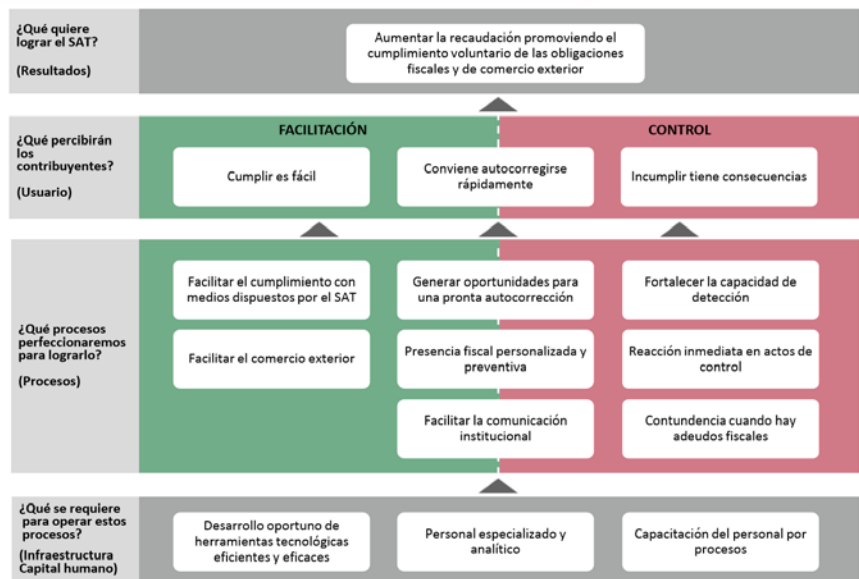 ¿Qué quiere
lograr el SAT?
(Resultados)
Aumentar la recaudación promoviendo el
cumplimiento voluntario de las obligaciones
fiscales y de comercio exterior
¿Qué percibirán
los
contribuyentes?
(Usuario)
FACILITACIÓN
CONTROL
Cumplir es fácil
Conviene autocorregirse
rápidamente
Incumplir tiene consecuencias
¿Qué procesos
perfeccionaremos
para lograrlo?
(Procesos)
Facilitar el cumplimiento con
medios dispuestos por el SAT
Generar oportunidades para
una pronta autocorrección
Fortalecer la capacidad de
detección
Facilitar el comercio exterior
Presencia fiscal personalizada y
preventiva
Reacción inmediata en actos de
control
Facilitar la comunicación
institucional
Contundencia cuando hay
adeudos fiscales
¿Qué se requiere
para operar estos
procesos?
(Infraestructura
Capital humano)
Desarrollo oportuno de
herramientas tecnológicas
eficientes y eficaces
Personal especializado y
analítico
Capacitación del personal por
procesos